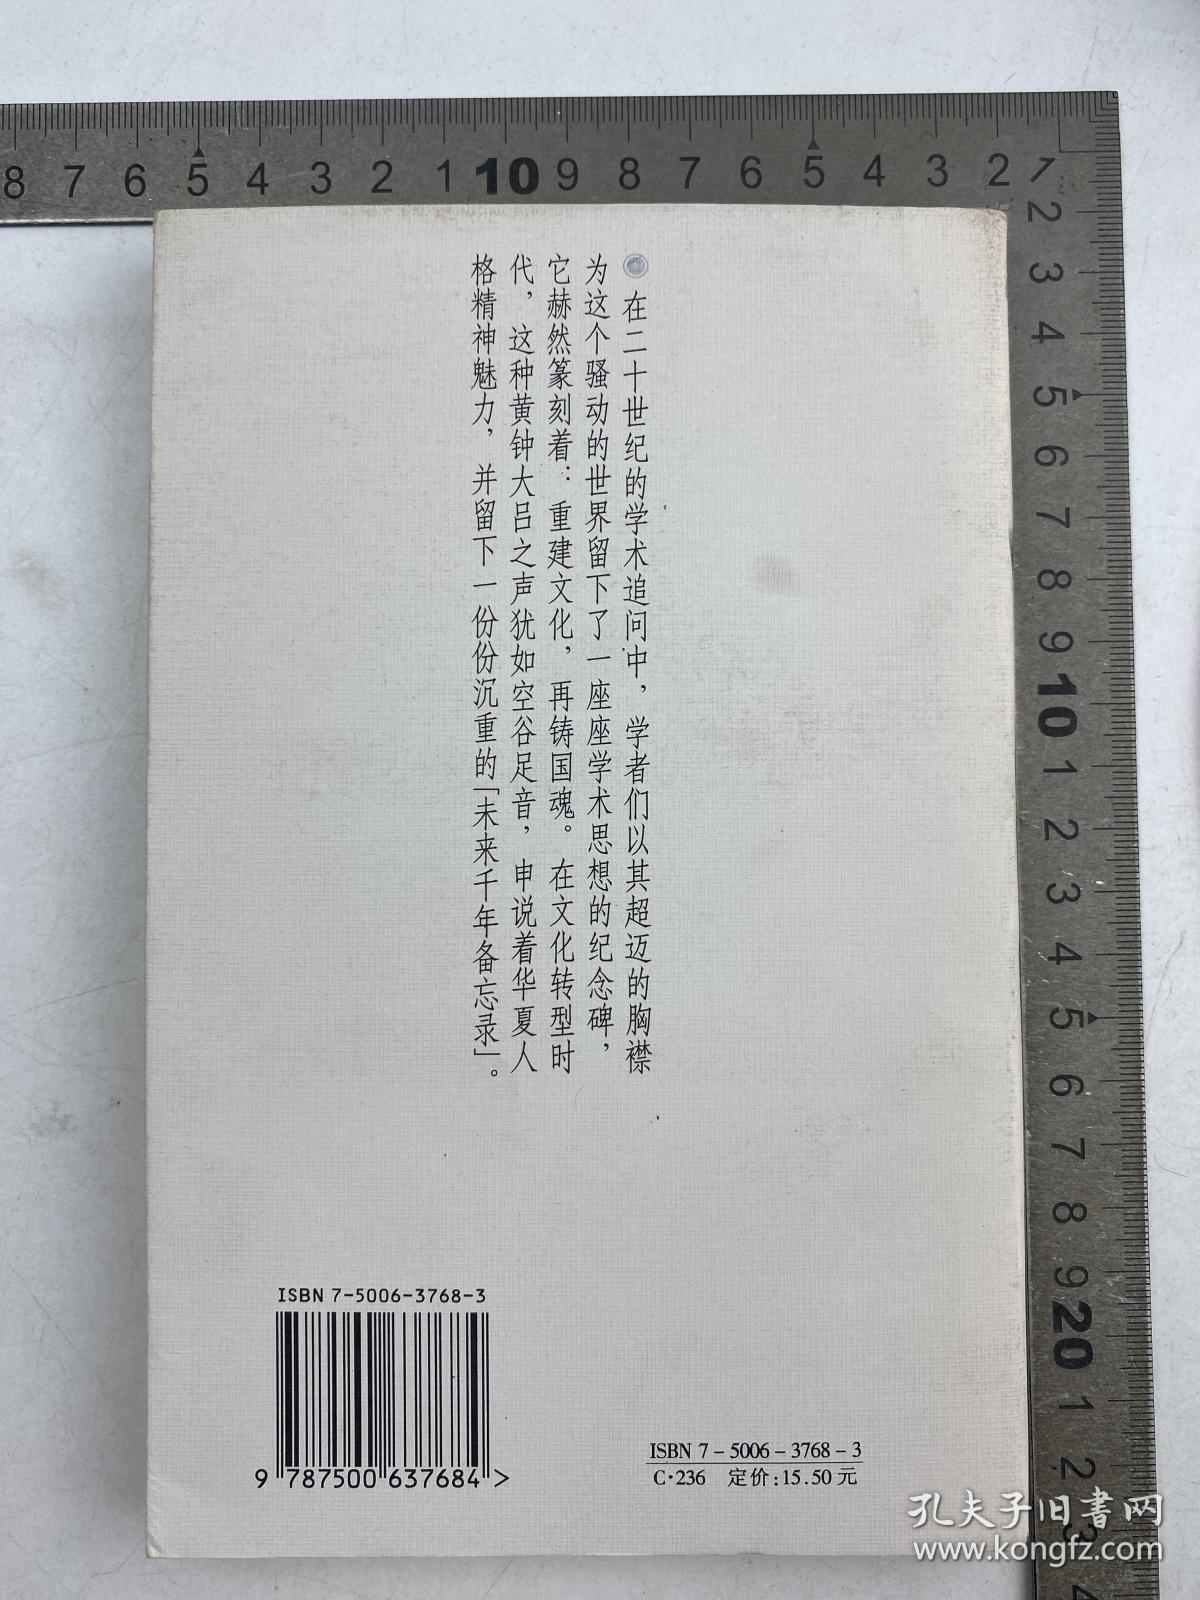 8 7 6 5 4 3 2 1 10 9 8 7 6 5 4 3 2 1
2 3 4 5 6 7 8 9 10 1 2 3 4 5 6 7 8 9 20 1 2 3 4
在二十世纪的学术追问中，学者们以其超迈的胸襟
为这个骚动的世界留下了一座座学术思想的纪念碑，
它赫然篆刻着：重建文化，再铸国魂。在文化转型时
代，这种黄钟大吕之声犹如空谷足音，申说着华夏人
格精神魅力，并留下一份份沉重的「未来千年备忘录」。
ISBN 7-5006-3768-3
9 787500 637684 >
ISBN 7－5006－3768－3
C·236 定价：15.50元
孔夫子旧書网
www.kongfz.com